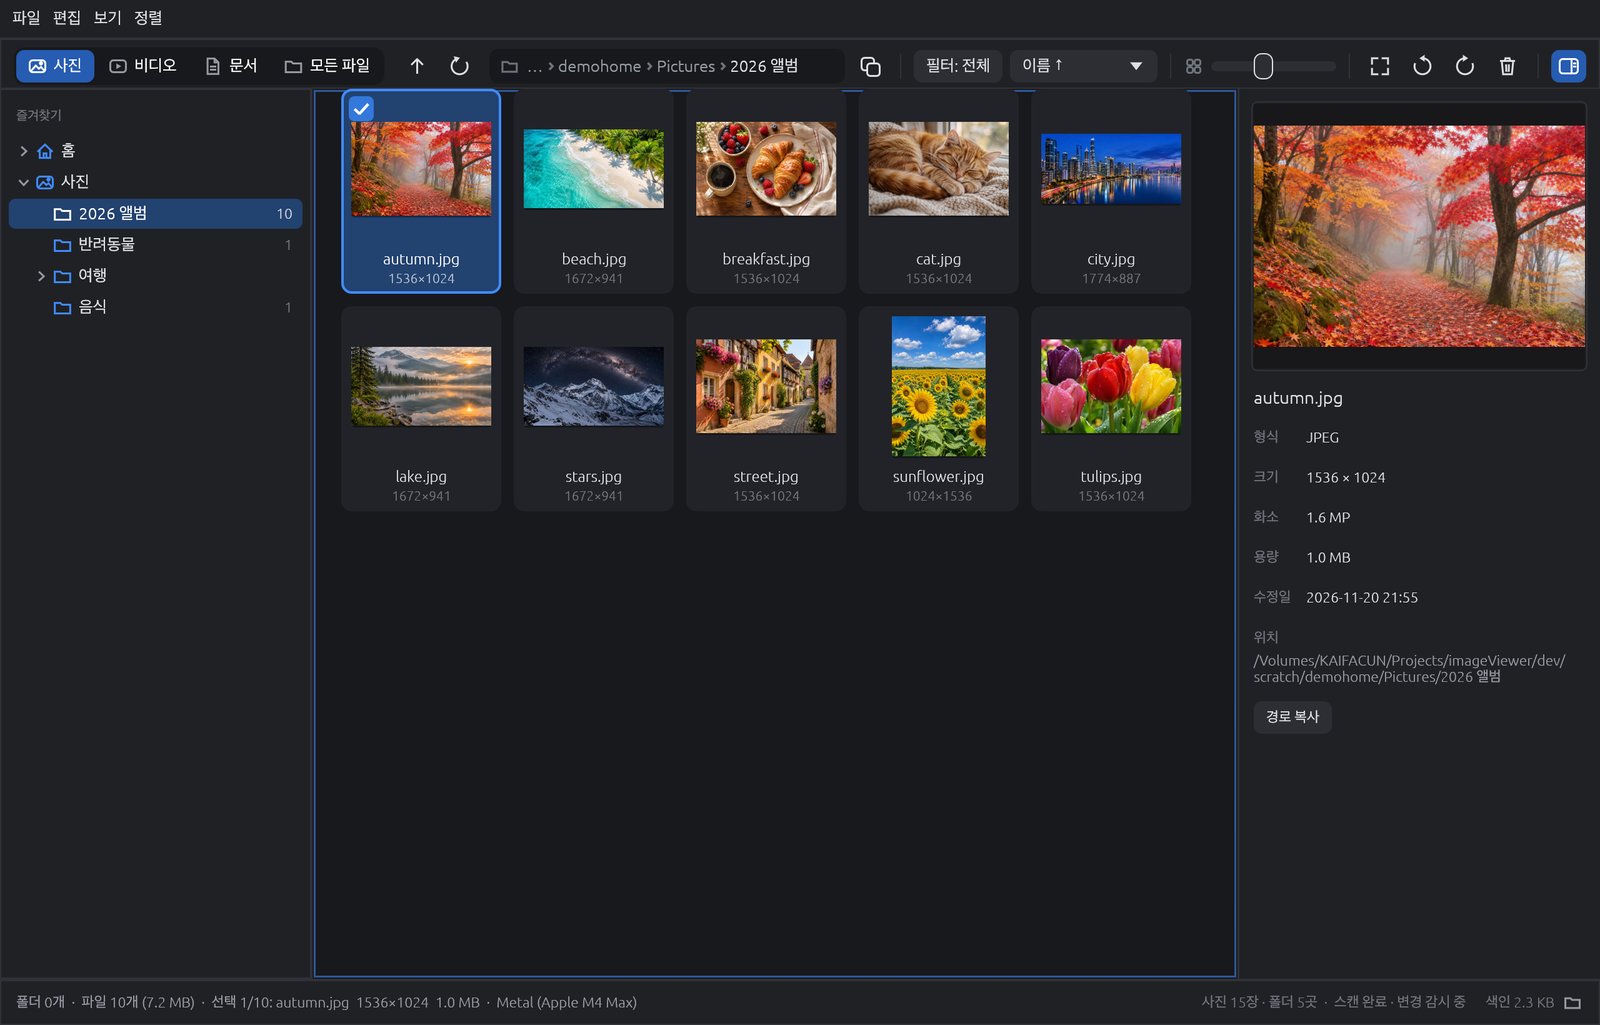 파일 편집 보기 정렬
사진 비디오 문서 모든 파일 … › demohome › Pictures › 2026 앨범 필터: 전체 이름 ↑
즐겨찾기
홈
사진
2026 앨범 10
반려동물 1
여행
음식 1
autumn.jpg beach.jpg breakfast.jpg cat.jpg city.jpg
1536×1024 1672×941 1536×1024 1536×1024 1774×887
lake.jpg stars.jpg street.jpg sunflower.jpg tulips.jpg
1672×941 1672×941 1536×1024 1024×1536 1536×1024
autumn.jpg
형식 JPEG
크기 1536 × 1024
화소 1.6 MP
용량 1.0 MB
수정일 2026-11-20 21:55
위치
/Volumes/KAIFACUN/Projects/imageViewer/dev/
scratch/demohome/Pictures/2026 앨범
경로 복사
폴더 0개 · 파일 10개 (7.2 MB) · 선택 1/10: autumn.jpg 1536×1024 1.0 MB · Metal (Apple M4 Max) 사진 15장 · 폴더 5곳 · 스캔 완료 · 변경 감시 중 색인 2.3 KB